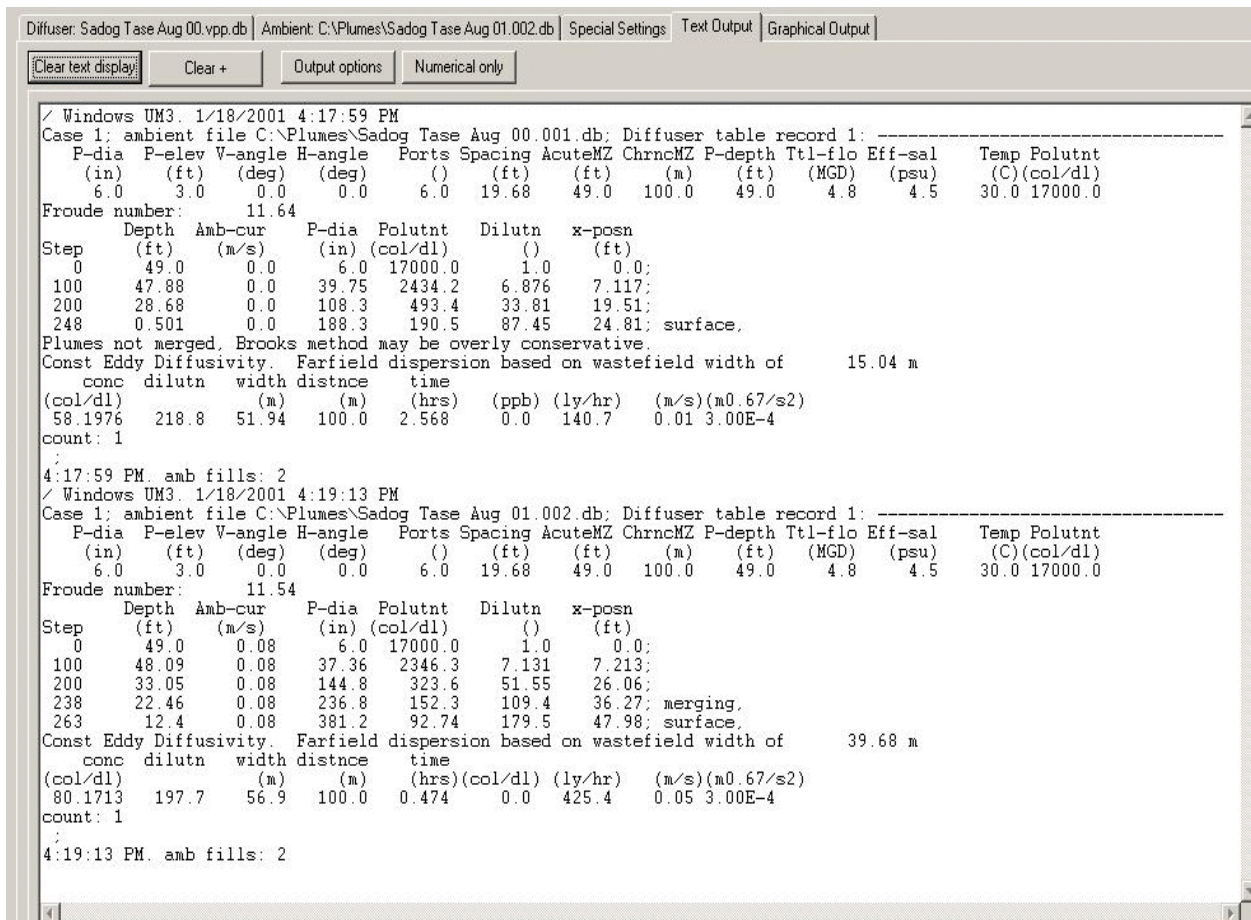 Diffuser: Sadog Tase Aug 00.vpp.db Ambient: C:\Plumes\Sadog Tase Aug 01.002.db Special Settings Text Output Graphical Output
Clear text display Clear + Output options Numerical only
/ Windows UM3. 1/18/2001 4:17:59 PM
Case 1; ambient file C:\Plumes\Sadog Tase Aug 00.001.db; Diffuser table record 1: ----------------------------------
P-dia P-elev V-angle H-angle Ports Spacing AcuteMZ ChrncMZ P-depth Ttl-flo Eff-sal Temp Polutnt
(in) (ft) (deg) (deg) () (ft) (ft) (m) (ft) (MGD) (psu) (C)(col/dl)
6.0 3.0 0.0 0.0 6.0 19.68 49.0 100.0 49.0 4.8 4.5 30.0 17000.0
Froude number: 11.64
Depth Amb-cur P-dia Polutnt Dilutn x-posn
Step (ft) (m/s) (in) (col/dl) () (ft)
0 49.0 0.0 6.0 17000.0 1.0 0.0;
100 47.88 0.0 39.75 2434.2 6.876 7.117;
200 28.68 0.0 108.3 493.4 33.81 19.51;
248 0.501 0.0 188.3 190.5 87.45 24.81; surface,
Plumes not merged, Brooks method may be overly conservative.
Const Eddy Diffusivity. Farfield dispersion based on wastefield width of 15.04 m
conc dilutn width distnce time
(col/dl) (m) (m) (hrs) (ppb) (ly/hr) (m/s)(m0.67/s2)
58.1976 218.8 51.94 100.0 2.568 0.0 140.7 0.01 3.00E-4
count: 1
;
4:17:59 PM. amb fills: 2
/ Windows UM3. 1/18/2001 4:19:13 PM
Case 1; ambient file C:\Plumes\Sadog Tase Aug 01.002.db; Diffuser table record 1: ----------------------------------
P-dia P-elev V-angle H-angle Ports Spacing AcuteMZ ChrncMZ P-depth Ttl-flo Eff-sal Temp Polutnt
(in) (ft) (deg) (deg) () (ft) (ft) (m) (ft) (MGD) (psu) (C)(col/dl)
6.0 3.0 0.0 0.0 6.0 19.68 49.0 100.0 49.0 4.8 4.5 30.0 17000.0
Froude number: 11.54
Depth Amb-cur P-dia Polutnt Dilutn x-posn
Step (ft) (m/s) (in) (col/dl) () (ft)
0 49.0 0.08 6.0 17000.0 1.0 0.0;
100 48.09 0.08 37.36 2346.3 7.131 7.213;
200 33.05 0.08 144.8 323.6 51.55 26.06;
238 22.46 0.08 236.8 152.3 109.4 36.27; merging,
263 12.4 0.08 381.2 92.74 179.5 47.98; surface,
Const Eddy Diffusivity. Farfield dispersion based on wastefield width of 39.68 m
conc dilutn width distnce time
(col/dl) (m) (m) (hrs)(col/dl) (ly/hr) (m/s)(m0.67/s2)
80.1713 197.7 56.9 100.0 0.474 0.0 425.4 0.05 3.00E-4
count: 1
;
4:19:13 PM. amb fills: 2